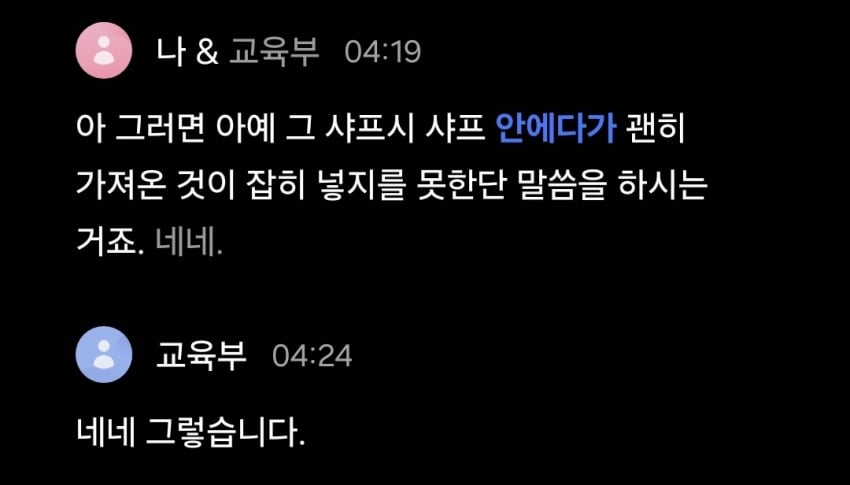 나 & 교육부 04:19
아 그러면 아예 그 샤프시 샤프 안에다가 괜히
가져온 것이 잡히 넣지를 못한단 말씀을 하시는
거죠. 네네.
교육부 04:24
네네 그렇습니다.